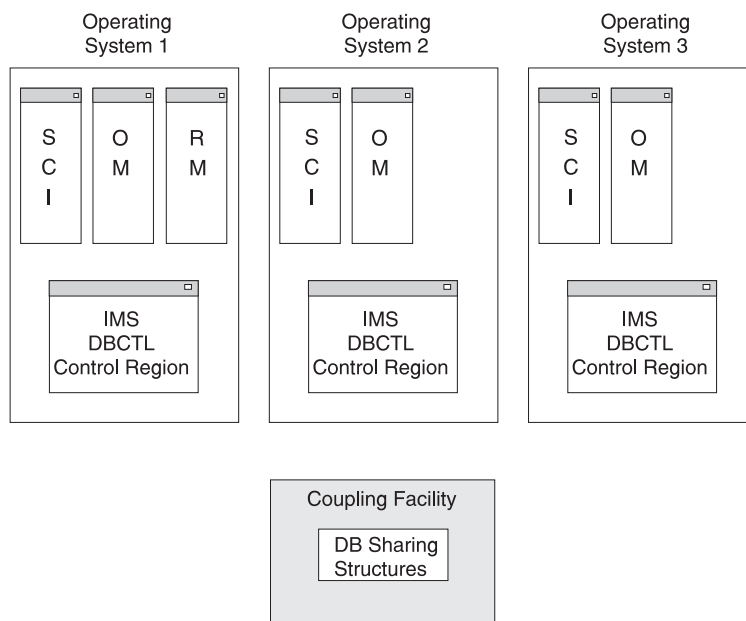 Operating
System 1
Operating
System 2
Operating
System 3
S
C
I
O
M
R
M
S
C
I
O
M
S
C
I
O
M
IMS
DBCTL
Control Region
IMS
DBCTL
Control Region
IMS
DBCTL
Control Region
Coupling Facility
DB Sharing
Structures